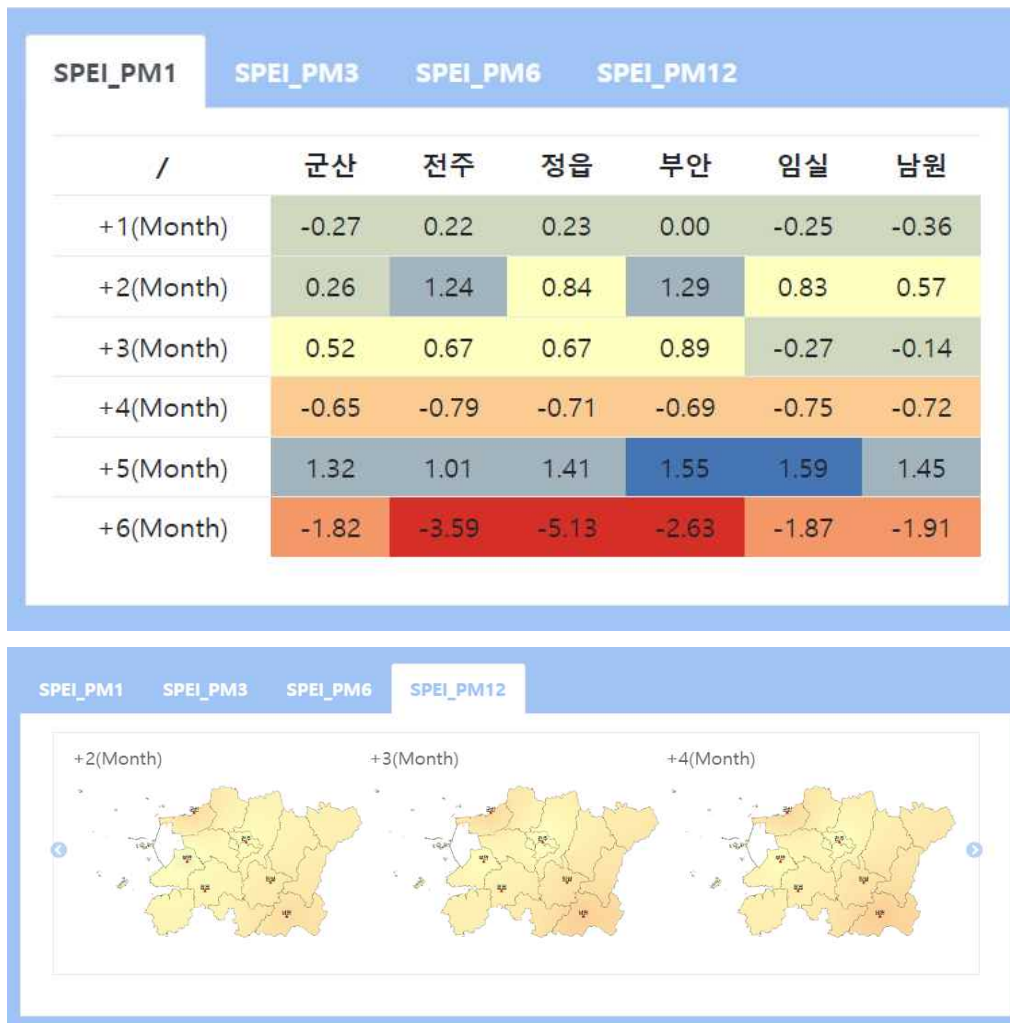 SPEI_PM1 SPEI_PM3 SPEI_PM6 SPEI_PM12
/ 군산 전주 정읍 부안 임실 남원
+1(Month) -0.27 0.22 0.23 0.00 -0.25 -0.36
+2(Month) 0.26 1.24 0.84 1.29 0.83 0.57
+3(Month) 0.52 0.67 0.67 0.89 -0.27 -0.14
+4(Month) -0.65 -0.79 -0.71 -0.69 -0.75 -0.72
+5(Month) 1.32 1.01 1.41 1.55 1.59 1.45
+6(Month) -1.82 -3.59 -5.13 -2.63 -1.87 -1.91
SPEI_PM1 SPEI_PM3 SPEI_PM6 SPEI_PM12
+2(Month) +3(Month) +4(Month)